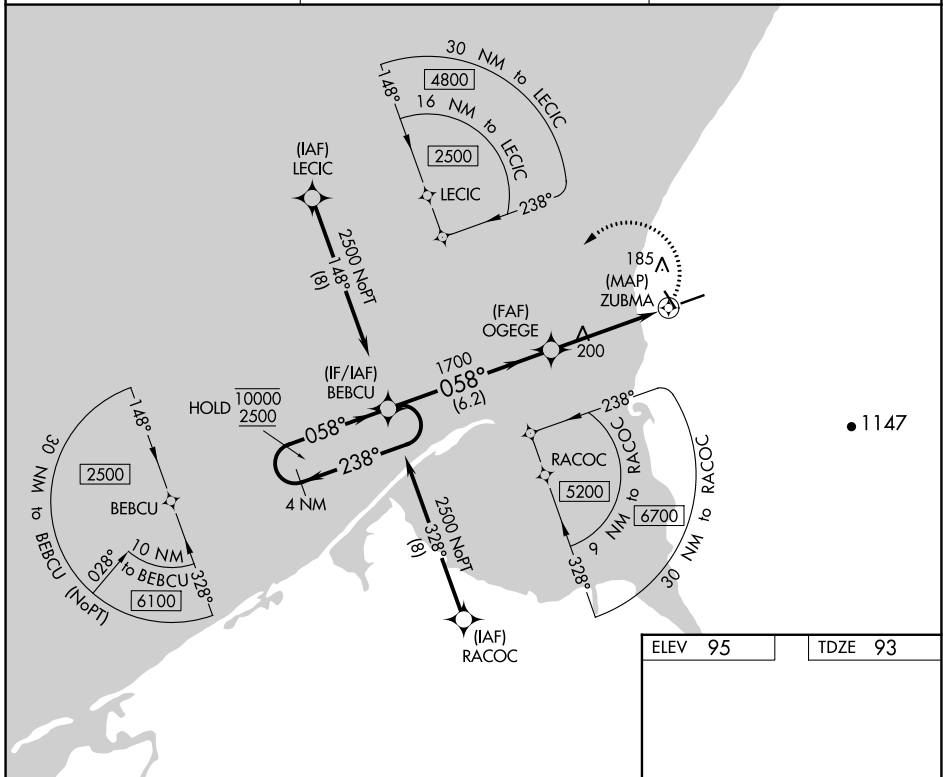 30 NM to LECIC
4800
148°
16 NM to LECIC
2500
LECIC
238°
(IAF)
LECIC
2500 NoPT
148°
(8)
185
(MAP)
ZUBMA
(FAF)
OGEGE
200
1700
058°
(6.2)
(IF/IAF)
BEBCU
HOLD 10000
2500
058°
238°
4 NM
148°
2500
BEBCU
30 NM to BEBCU (NoPT)
10 NM
to BEBCU
028°
6100
328°
238°
RACOC
5200
9 NM to RACOC
6700
30 NM to RACOC
328°
1147
2500 NoPT
328°
(8)
(IAF)
RACOC
ELEV 95
TDZE 93